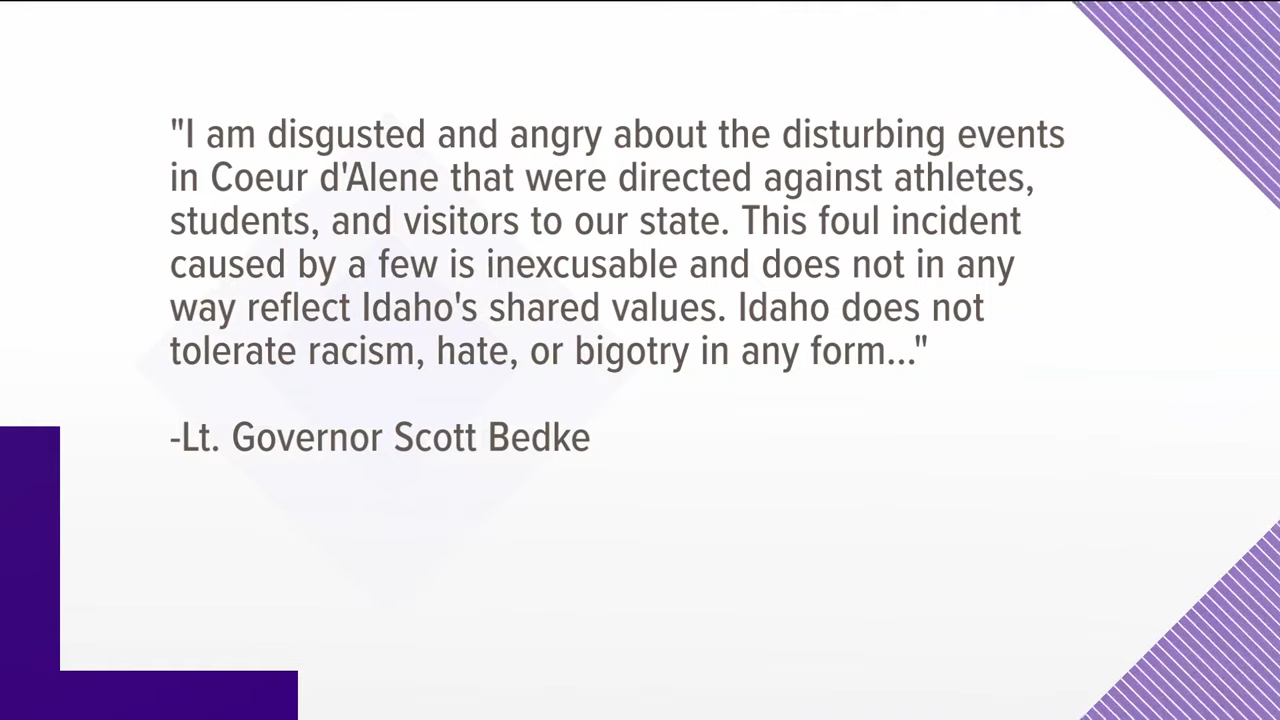 "I am disgusted and angry about the disturbing events
in Coeur d'Alene that were directed against athletes,
students, and visitors to our state. This foul incident
caused by a few is inexcusable and does not in any
way reflect Idaho's shared values. Idaho does not
tolerate racism, hate, or bigotry in any form..."
-Lt. Governor Scott Bedke